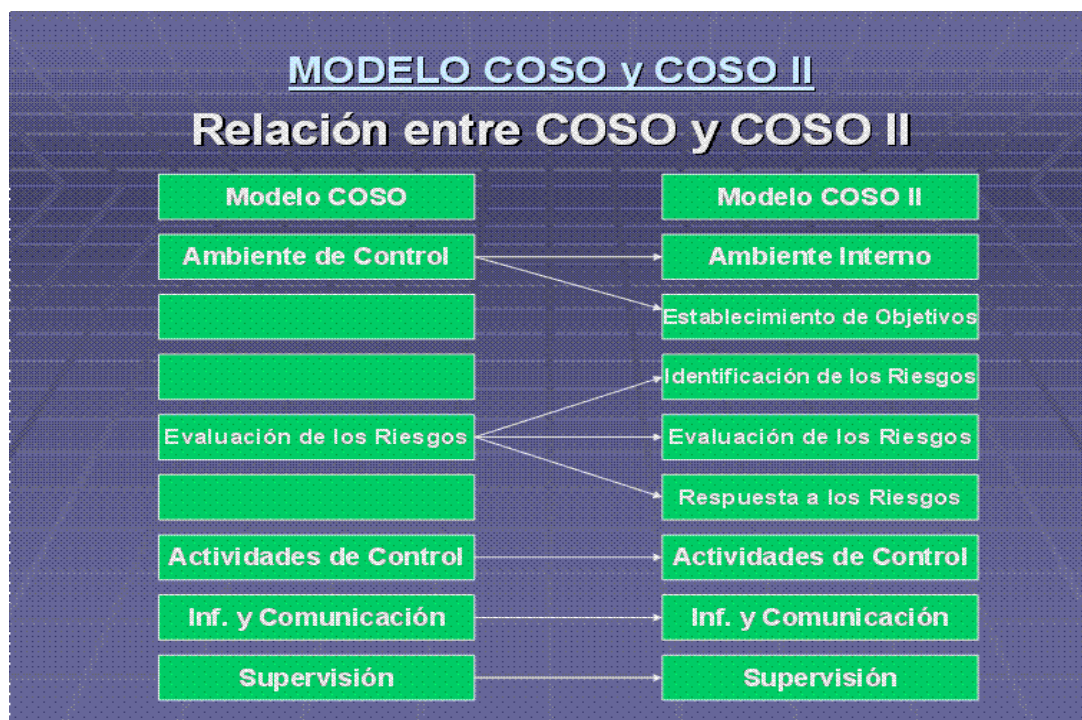 MODELO COSO y COSO II
Relación entre COSO y COSO II
Modelo COSO
Modelo COSO II
Ambiente de Control
Ambiente Interno
Establecimiento de Objetivos
Identificación de los Riesgos
Evaluación de los Riesgos
Evaluación de los Riesgos
Respuesta a los Riesgos
Actividades de Control
Actividades de Control
Inf. y Comunicación
Inf. y Comunicación
Supervisión
Supervisión